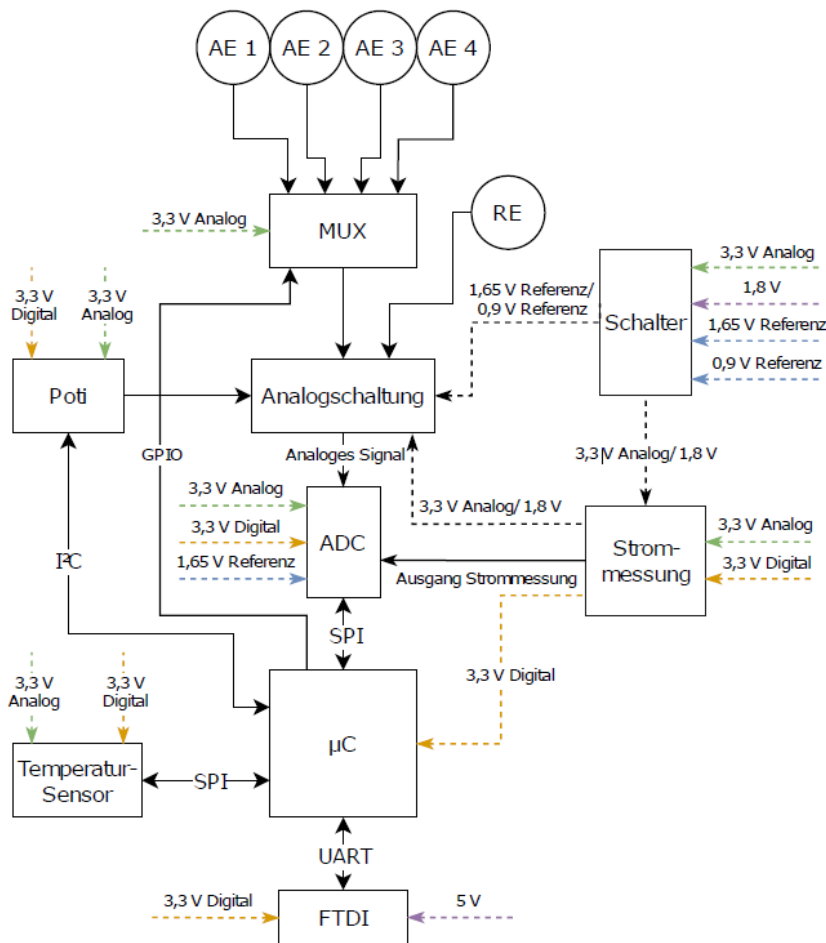 AE 1
AE 2
AE 3
AE 4
3,3 V Analog
MUX
RE
3,3 V
Digital
3,3 V
Analog
1,65 V Referenz/
0,9 V Referenz
Schalter
3,3 V Analog
1,8 V
1,65 V Referenz
0,9 V Referenz
Poti
Analogschaltung
GPIO
Analoges Signal
3,3 V Analog/ 1,8 V
3,3 V Analog
3,3 V Digital
1,65 V Referenz
ADC
3,3 V Analog/ 1,8 V
Strom-
messung
3,3 V Analog
3,3 V Digital
I²C
Ausgang Strommessung
SPI
3,3 V Digital
3,3 V
Analog
3,3 V
Digital
µC
Temperatur-
Sensor
SPI
UART
3,3 V Digital
FTDI
5 V